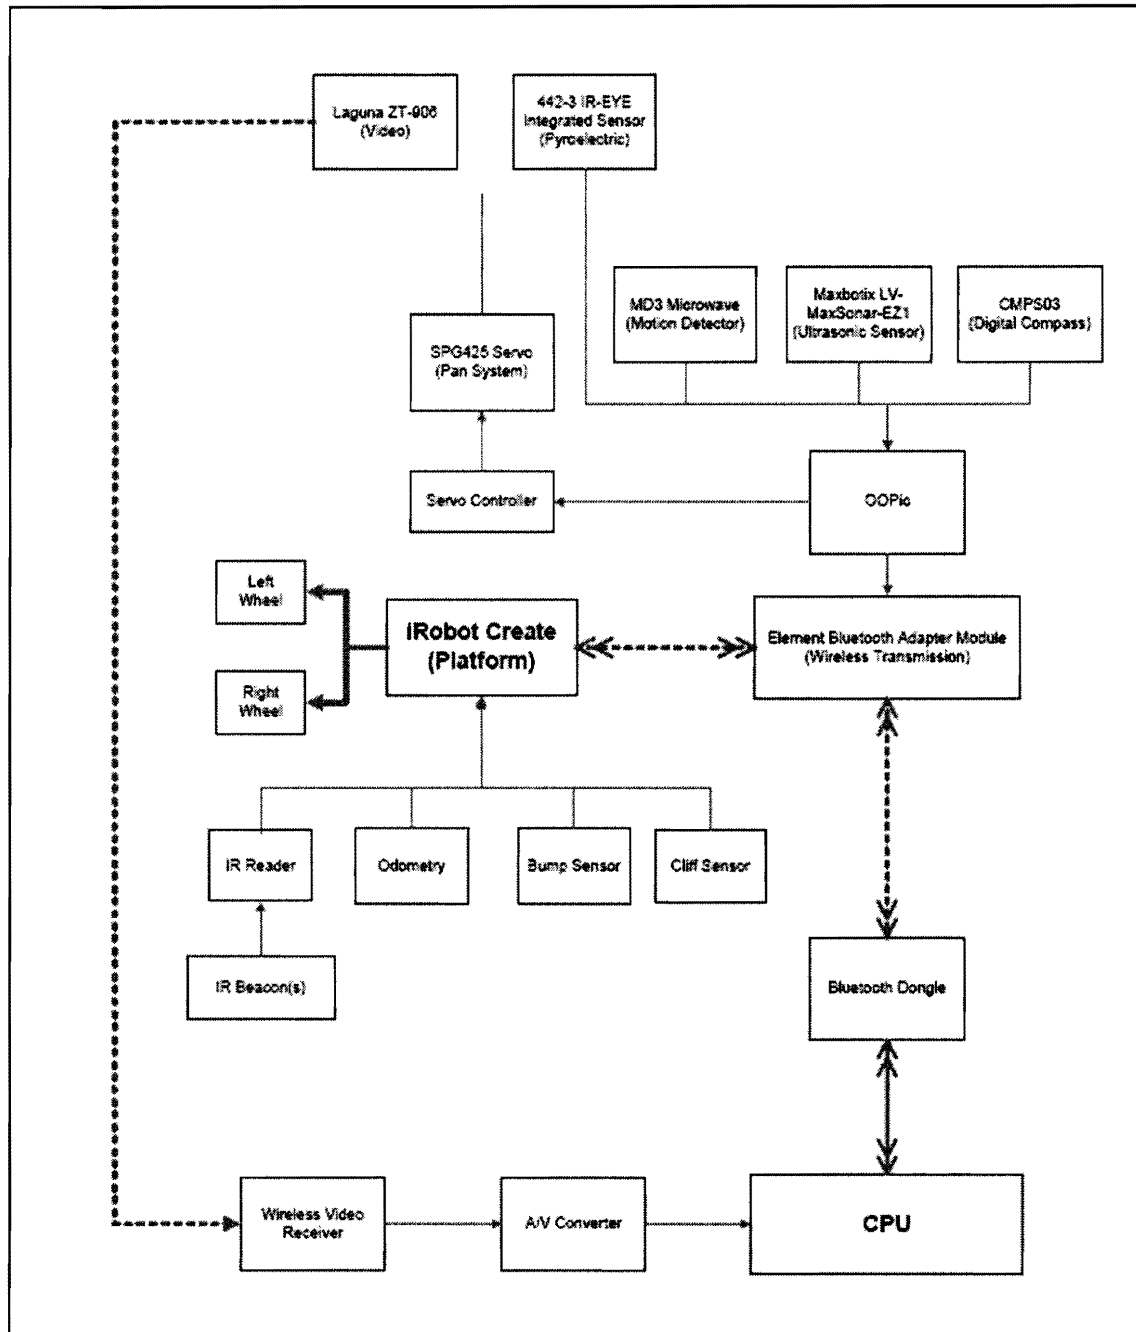 Laguna ZT-906
(Video)
442-3 IR-EYE
Integrated Sensor
(Pyroelectric)
MD3 Microwave
(Motion Detector)
Maxbotix LV-
MaxSonar-EZ1
(Ultrasonic Sensor)
CMPS03
(Digital Compass)
SPG425 Servo
(Pan System)
Servo Controller
OOPic
Left
Wheel
iRobot Create
(Platform)
Element Bluetooth Adapter Module
(Wireless Transmission)
Right
Wheel
IR Reader
Odometry
Bump Sensor
Cliff Sensor
IR Beacon(s)
Bluetooth Dongle
Wireless Video
Receiver
A/V Converter
CPU